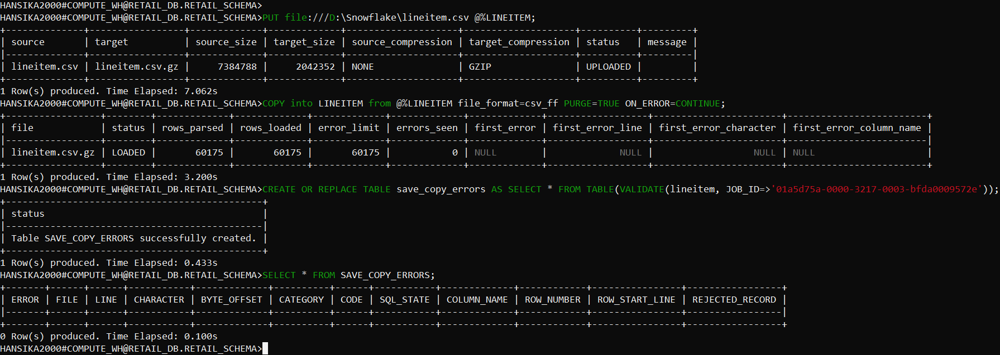 HANSIKA2000#COMPUTE_WH@RETAIL_DB.RETAIL_SCHEMA>
HANSIKA2000#COMPUTE_WH@RETAIL_DB.RETAIL_SCHEMA>PUT file:///D:\Snowflake\lineitem.csv @%LINEITEM;
+--------------+-----------------+-------------+-------------+--------------------+--------------------+----------+---------+
| source       | target          | source_size | target_size | source_compression | target_compression | status   | message |
|--------------+-----------------+-------------+-------------+--------------------+--------------------+----------+---------|
| lineitem.csv | lineitem.csv.gz |     7384788 |     2042352 | NONE               | GZIP               | UPLOADED |         |
+--------------+-----------------+-------------+-------------+--------------------+--------------------+----------+---------+
1 Row(s) produced. Time Elapsed: 7.062s
HANSIKA2000#COMPUTE_WH@RETAIL_DB.RETAIL_SCHEMA>COPY into LINEITEM from @%LINEITEM file_format=csv_ff PURGE=TRUE ON_ERROR=CONTINUE;
+-----------------+--------+-------------+-------------+-------------+-------------+-------------+------------------+-----------------------+-------------------------+
| file            | status | rows_parsed | rows_loaded | error_limit | errors_seen | first_error | first_error_line | first_error_character | first_error_column_name |
|-----------------+--------+-------------+-------------+-------------+-------------+-------------+------------------+-----------------------+-------------------------|
| lineitem.csv.gz | LOADED |       60175 |       60175 |       60175 |           0 | NULL        |             NULL |                  NULL | NULL                    |
+-----------------+--------+-------------+-------------+-------------+-------------+-------------+------------------+-----------------------+-------------------------+
1 Row(s) produced. Time Elapsed: 3.200s
HANSIKA2000#COMPUTE_WH@RETAIL_DB.RETAIL_SCHEMA>CREATE OR REPLACE TABLE save_copy_errors AS SELECT * FROM TABLE(VALIDATE(lineitem, JOB_ID=>'01a5d75a-0000-3217-0003-bfda0009572e'));
+----------------------------------------------+
| status                                       |
|----------------------------------------------|
| Table SAVE_COPY_ERRORS successfully created. |
+----------------------------------------------+
1 Row(s) produced. Time Elapsed: 0.433s
HANSIKA2000#COMPUTE_WH@RETAIL_DB.RETAIL_SCHEMA>SELECT * FROM SAVE_COPY_ERRORS;
+-------+------+------+-----------+-------------+----------+------+-----------+-------------+------------+----------------+-----------------+
| ERROR | FILE | LINE | CHARACTER | BYTE_OFFSET | CATEGORY | CODE | SQL_STATE | COLUMN_NAME | ROW_NUMBER | ROW_START_LINE | REJECTED_RECORD |
|-------+------+------+-----------+-------------+----------+------+-----------+-------------+------------+----------------+-----------------|
+-------+------+------+-----------+-------------+----------+------+-----------+-------------+------------+----------------+-----------------+
0 Row(s) produced. Time Elapsed: 0.100s
HANSIKA2000#COMPUTE_WH@RETAIL_DB.RETAIL_SCHEMA>